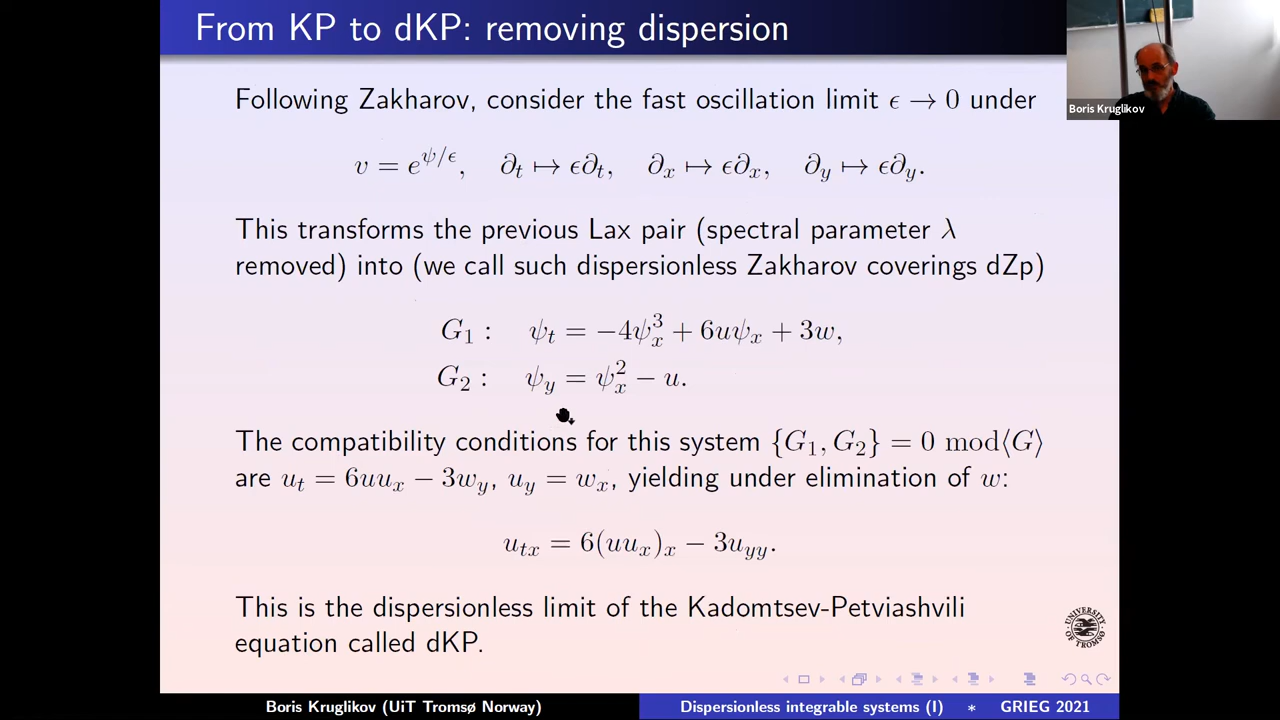 From KP to dKP: removing dispersion
Boris Kruglikov
Following Zakharov, consider the fast oscillation limit ϵ → 0 under
v = e^{ψ/ϵ}, ∂_t ↦ ϵ∂_t, ∂_x ↦ ϵ∂_x, ∂_y ↦ ϵ∂_y.
This transforms the previous Lax pair (spectral parameter λ
removed) into (we call such dispersionless Zakharov coverings dZp)
G_1 : ψ_t = −4ψ_x^3 + 6uψ_x + 3w,
G_2 : ψ_y = ψ_x^2 − u.
The compatibility conditions for this system {G_1, G_2} = 0 mod⟨G⟩
are u_t = 6uu_x − 3w_y, u_y = w_x, yielding under elimination of w:
u_{tx} = 6(uu_x)_x − 3u_{yy}.
This is the dispersionless limit of the Kadomtsev-Petviashvili
equation called dKP.
UNIVERSITY OF TROMSØ
Boris Kruglikov (UiT Tromsø Norway)
Dispersionless integrable systems (I) * GRIEG 2021